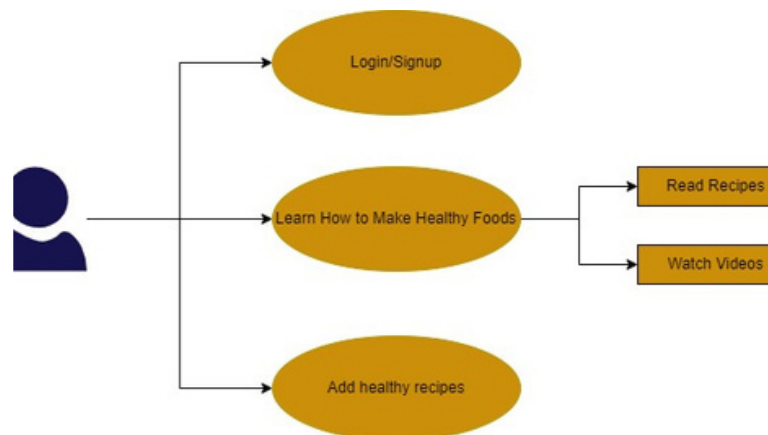 Login/Signup
Learn How to Make Healthy Foods
Read Recipes
Watch Videos
Add healthy recipes